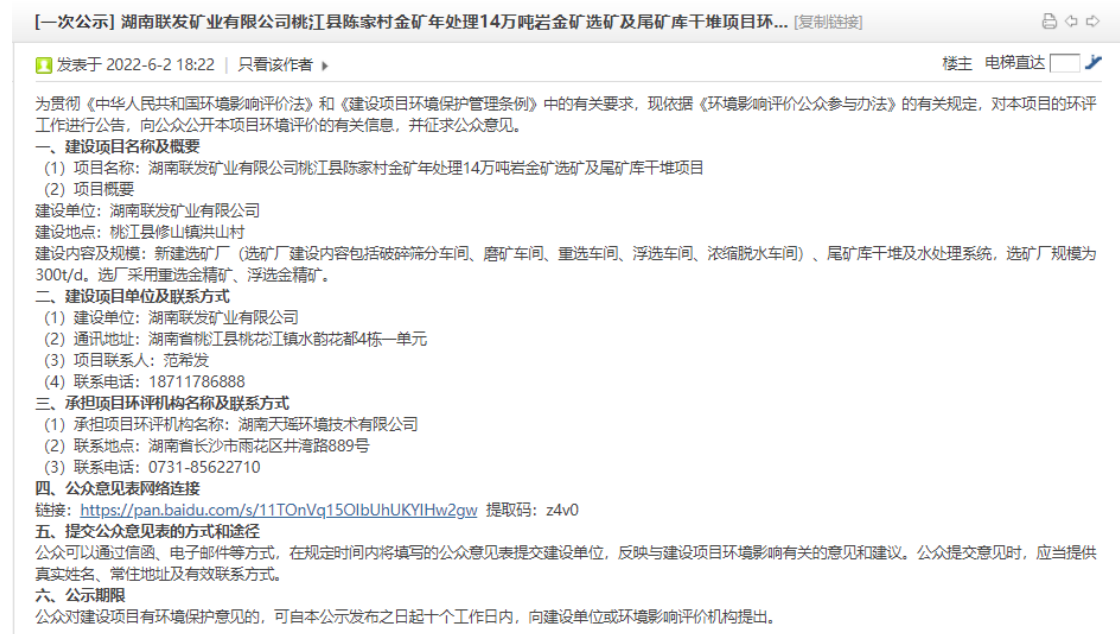 [一次公示] 湖南联发矿业有限公司桃江县陈家村金矿年处理14万吨岩金矿选矿及尾矿库干堆项目环... [复制链接]
发表于 2022-6-2 18:22 | 只看该作者
楼主 电梯直达
为贯彻《中华人民共和国环境影响评价法》和《建设项目环境保护管理条例》中的有关要求，现依据《环境影响评价公众参与办法》的有关规定，对本项目的环评
工作进行公告，向公众公开本项目环境评价的有关信息，并征求公众意见。
一、建设项目名称及概要
（1）项目名称：湖南联发矿业有限公司桃江县陈家村金矿年处理14万吨岩金矿选矿及尾矿库干堆项目
（2）项目概要
建设单位：湖南联发矿业有限公司
建设地点：桃江县修山镇洪山村
建设内容及规模：新建选矿厂（选矿厂建设内容包括破碎筛分车间、磨矿车间、重选车间、浮选车间、浓缩脱水车间）、尾矿库干堆及水处理系统，选矿厂规模为
300t/d。选厂采用重选金精矿、浮选金精矿。
二、建设项目单位及联系方式
（1）建设单位：湖南联发矿业有限公司
（2）通讯地址：湖南省桃江县桃花江镇水韵花都4栋一单元
（3）项目联系人：范希发
（4）联系电话：18711786888
三、承担项目环评机构名称及联系方式
（1）承担项目环评机构名称：湖南天瑶环境技术有限公司
（2）联系地点：湖南省长沙市雨花区井湾路889号
（3）联系电话：0731-85622710
四、公众意见表网络连接
链接：https://pan.baidu.com/s/11TOnVq15OIbUhUKYIHw2gw 提取码：z4v0
五、提交公众意见表的方式和途径
公众可以通过信函、电子邮件等方式，在规定时间内将填写的公众意见表提交建设单位，反映与建设项目环境影响有关的意见和建议。公众提交意见时，应当提供
真实姓名、常住地址及有效联系方式。
六、公示期限
公众对建设项目有环境保护意见的，可自本公示发布之日起十个工作日内，向建设单位或环境影响评价机构提出。